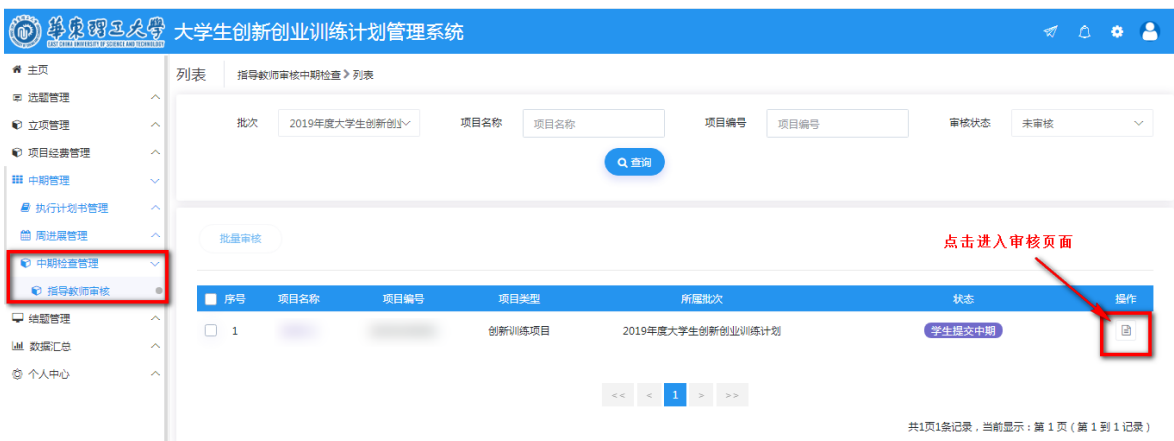 華東理工大學 大学生创新创业训练计划管理系统
EAST CHINA UNIVERSITY OF SCIENCE AND TECHNOLOGY
主页
选题管理
立项管理
项目经费管理
中期管理
执行计划书管理
周进展管理
中期检查管理
指导教师审核
结题管理
数据汇总
个人中心
列表 指导教师审核中期检查 > 列表
批次 2019年度大学生创新创业 项目名称 项目名称 项目编号 项目编号 审核状态 未审核
查询
批量审核
点击进入审核页面
序号 项目名称 项目编号 项目类型 所属批次 状态 操作
1 创新训练项目 2019年度大学生创新创业训练计划 学生提交中期
<< < 1 > >>
共1页1条记录，当前显示：第 1 页（第 1 到 1 记录）